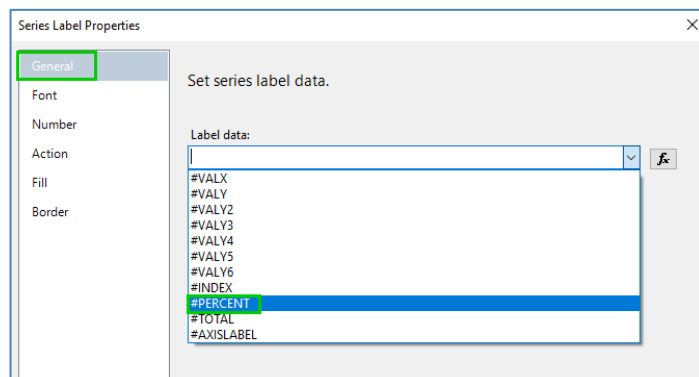 Series Label Properties
General
Font
Number
Action
Fill
Border
Set series label data.
Label data:
fx
#VALX
#VALY
#VALY2
#VALY3
#VALY4
#VALY5
#VALY6
#INDEX
#PERCENT
#TOTAL
#AXISLABEL